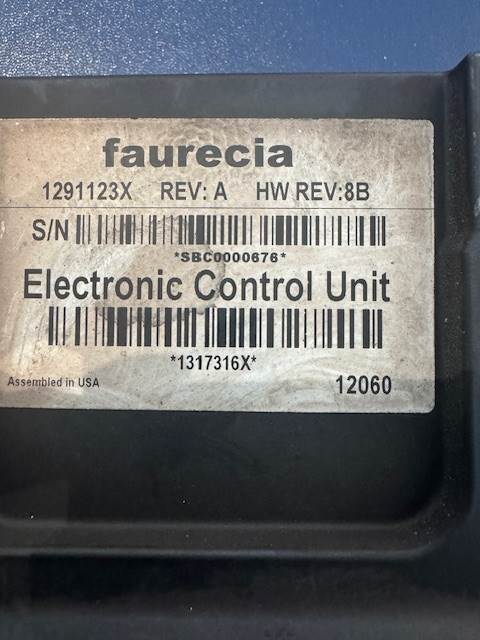 faurecia
1291123X REV: A HW REV:8B
S/N
*SBC0000676*
Electronic Control Unit
*1317316X*
Assembled in USA 12060